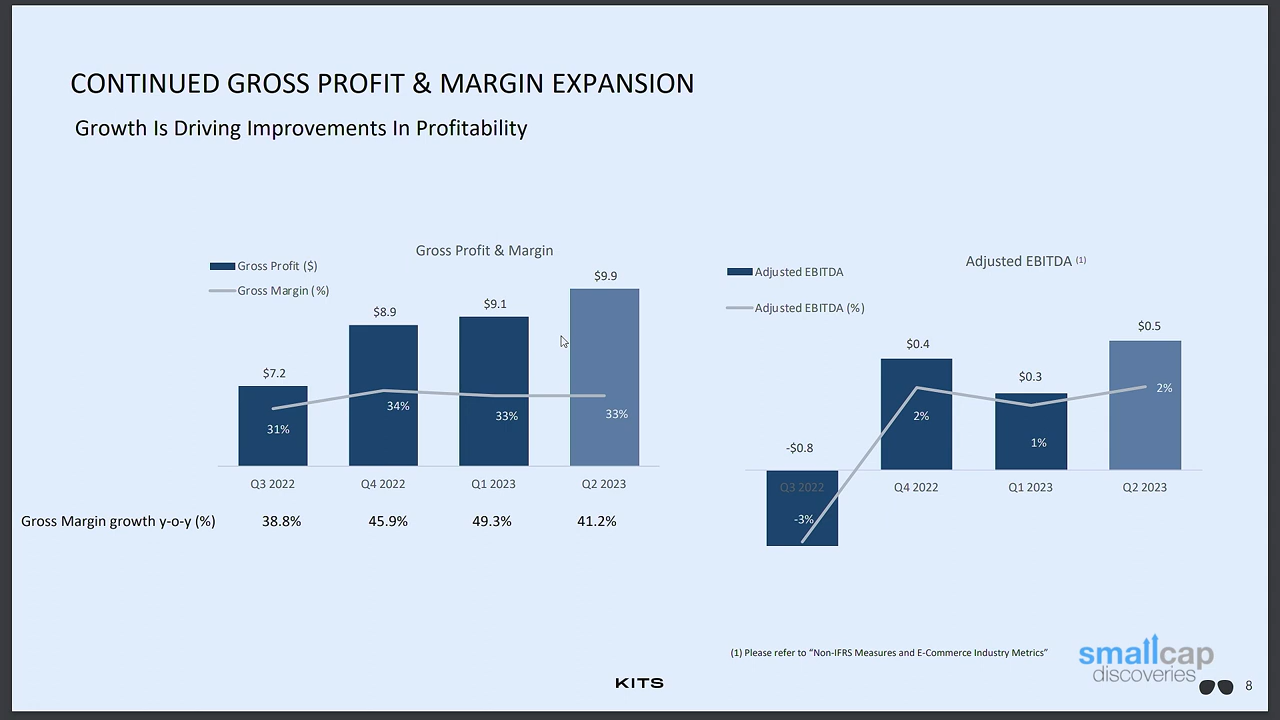 CONTINUED GROSS PROFIT & MARGIN EXPANSION
Growth Is Driving Improvements In Profitability
Gross Profit & Margin
Gross Profit ($)
Gross Margin (%)
$7.2
$8.9
$9.1
$9.9
31%
34%
33%
33%
Q3 2022
Q4 2022
Q1 2023
Q2 2023
Gross Margin growth y-o-y (%)
38.8%
45.9%
49.3%
41.2%
Adjusted EBITDA (1)
Adjusted EBITDA
Adjusted EBITDA (%)
-$0.8
$0.4
$0.3
$0.5
-3%
2%
1%
2%
Q3 2022
Q4 2022
Q1 2023
Q2 2023
(1) Please refer to “Non-IFRS Measures and E-Commerce Industry Metrics”
smallcap
discoveries
KITS
8